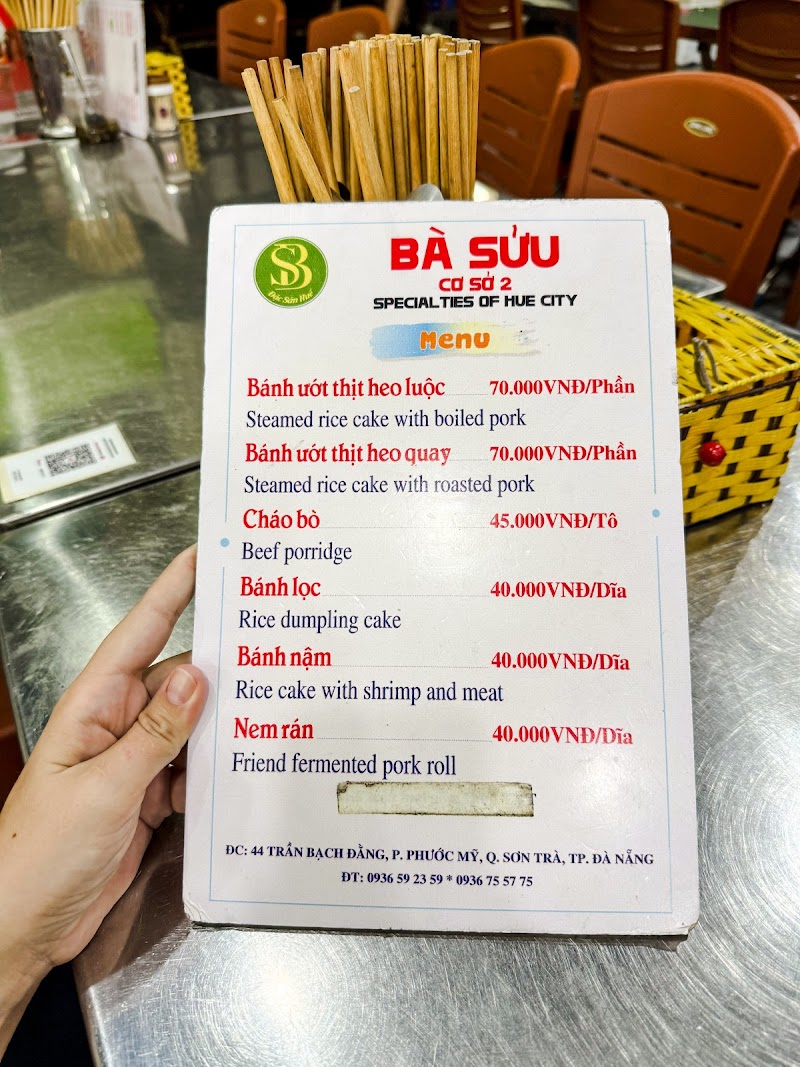 SB
Đặc Sản Huế
BÀ SỬU
CƠ SỞ 2
SPECIALTIES OF HUE CITY
Menu
Bánh ướt thịt heo luộc 70.000VNĐ/Phần
Steamed rice cake with boiled pork
Bánh ướt thịt heo quay 70.000VNĐ/Phần
Steamed rice cake with roasted pork
Cháo bò 45.000VNĐ/Tô
Beef porridge
Bánh lọc 40.000VNĐ/Dĩa
Rice dumpling cake
Bánh nậm 40.000VNĐ/Dĩa
Rice cake with shrimp and meat
Nem rán 40.000VNĐ/Dĩa
Friend fermented pork roll
ĐC: 44 TRẦN BẠCH ĐẰNG, P. PHƯỚC MỸ, Q. SƠN TRÀ, TP. ĐÀ NẴNG
ĐT: 0936 59 23 59 * 0936 75 57 75